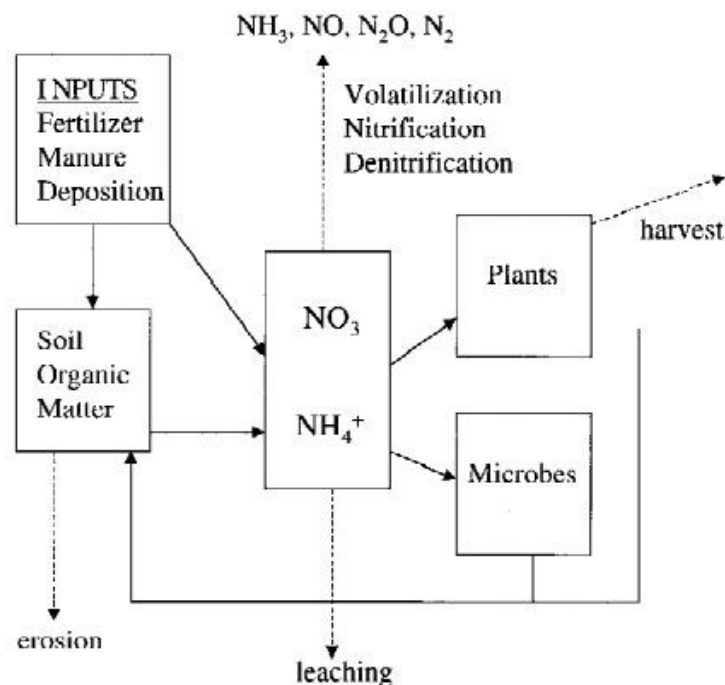 NH₃, NO, N₂O, N₂
INPUTS
Fertilizer
Manure
Deposition
Volatilization
Nitrification
Denitrification
harvest
Plants
NO₃
NH₄⁺
Soil
Organic
Matter
Microbes
erosion
leaching